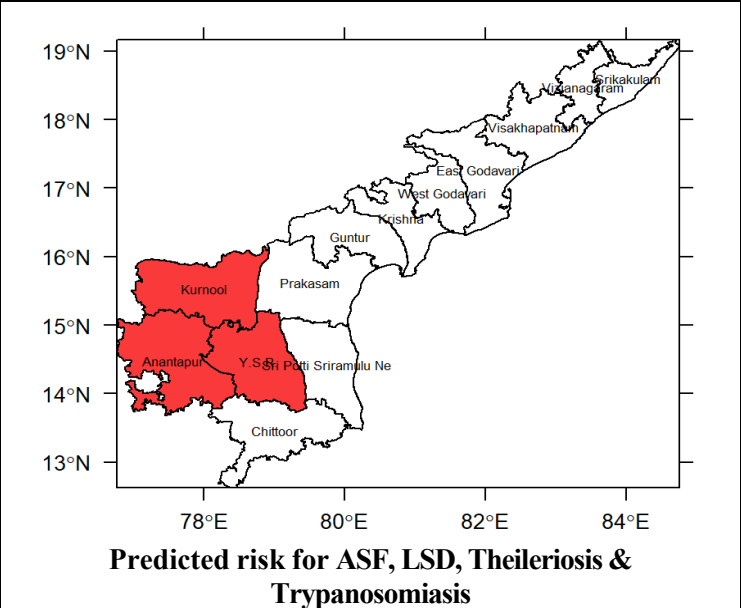 19°N
Srikakulam
Vizianagaram
18°N
Visakhapatnam
East Godavari
17°N
West Godavari
Krishna
Guntur
16°N
Kurnool
Prakasam
15°N
Anantapur
Y.S.R.
Sri Potti Sriramulu Ne
14°N
Chittoor
13°N
78°E 80°E 82°E 84°E
Predicted risk for ASF, LSD, Theileriosis &
Trypanosomiasis